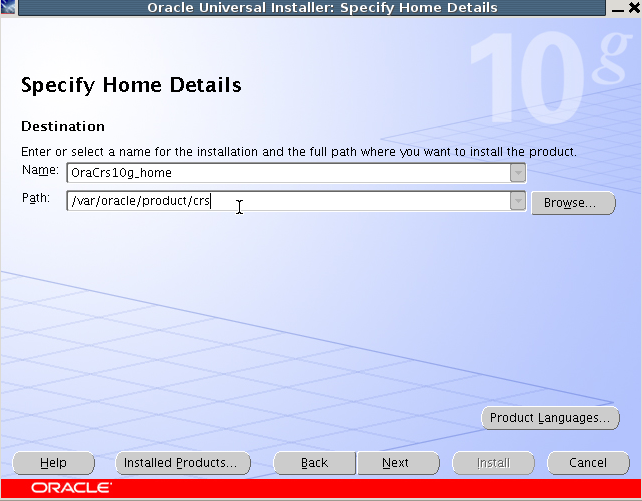 Oracle Universal Installer: Specify Home Details
10g
Specify Home Details
Destination
Enter or select a name for the installation and the full path where you want to install the product.
Name: OraCrs10g_home
Path: /var/oracle/product/crs Browse...
Product Languages...
Help Installed Products... Back Next Install Cancel
ORACLE